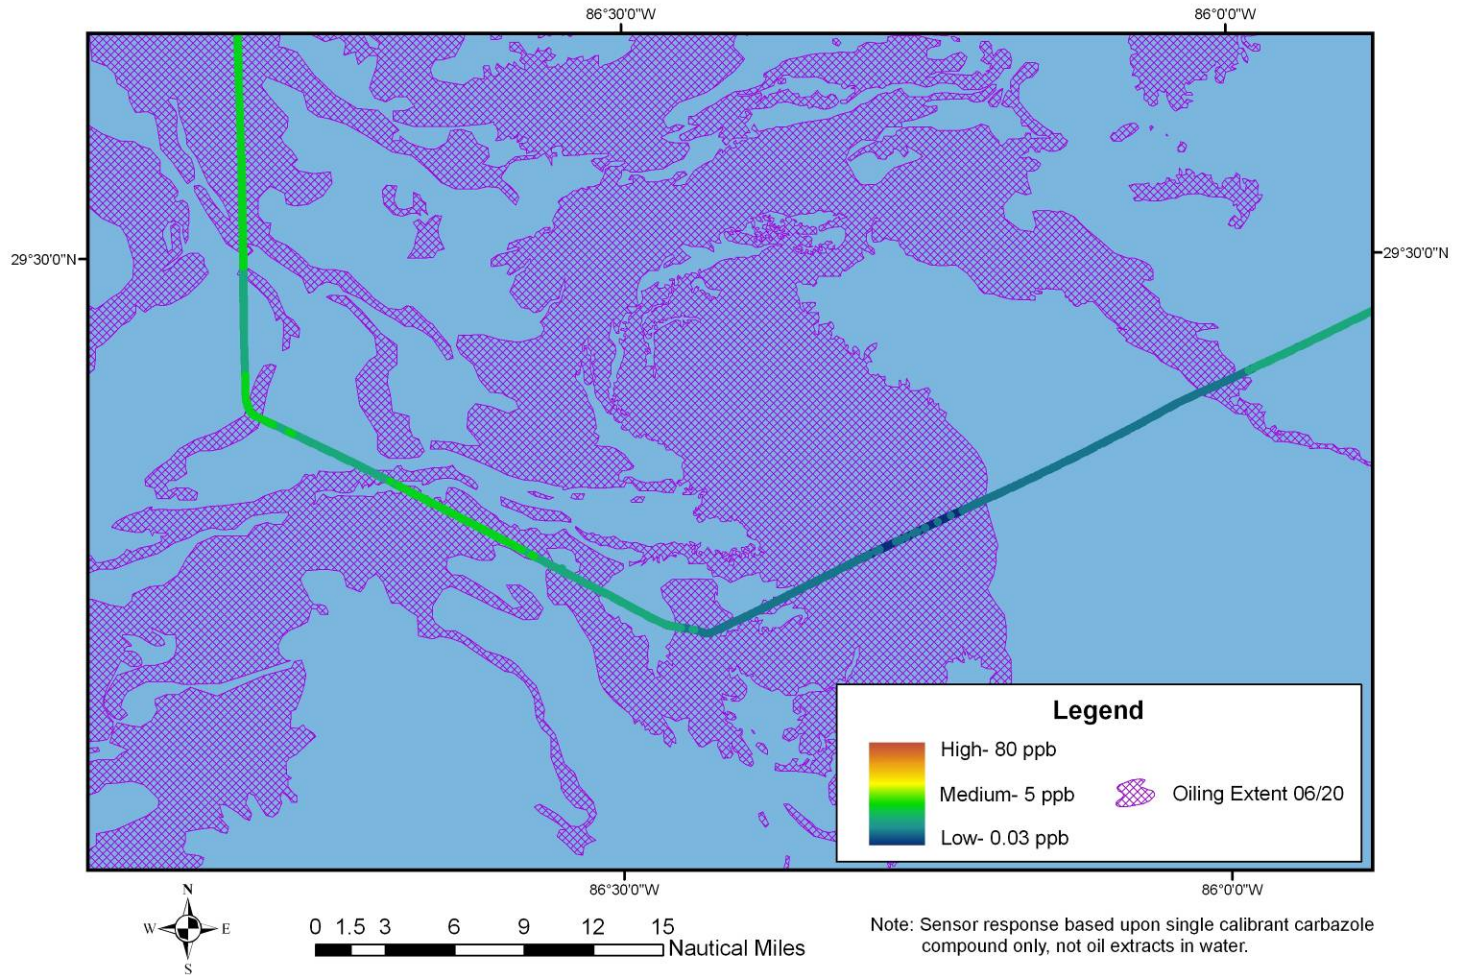 86°30'0"W
86°0'0"W
29°30'0"N
29°30'0"N
Legend
High- 80 ppb
Medium- 5 ppb
Oiling Extent 06/20
Low- 0.03 ppb
86°30'0"W
86°0'0"W
N
W
E
S
0 1.5 3 6 9 12 15
Nautical Miles
Note: Sensor response based upon single calibrant carbazole
compound only, not oil extracts in water.